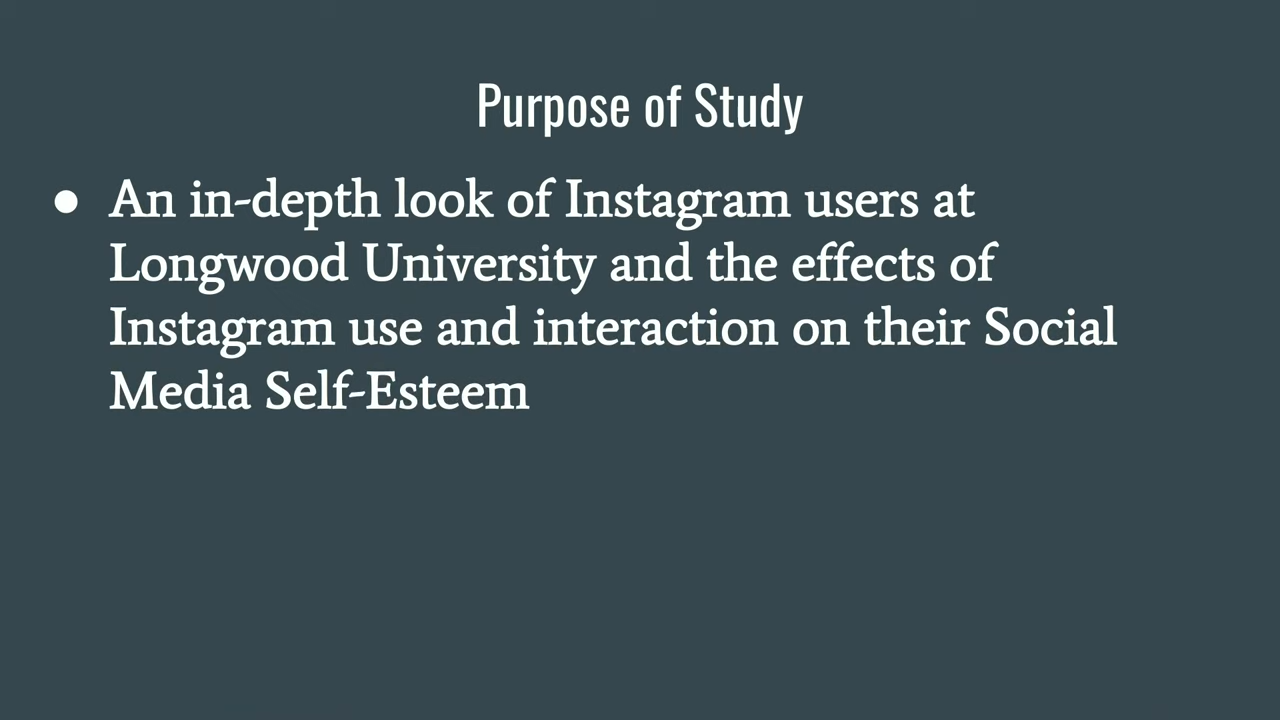 Purpose of Study
● An in-depth look of Instagram users at
Longwood University and the effects of
Instagram use and interaction on their Social
Media Self-Esteem